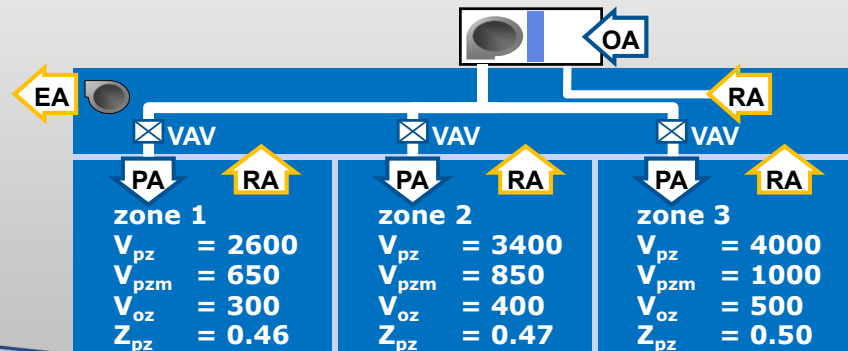 OA
EA
RA
VAV
VAV
VAV
PA
RA
PA
RA
PA
RA
zone 1
Vpz = 2600
Vpzm = 650
Voz = 300
Zpz = 0.46
zone 2
Vpz = 3400
Vpzm = 850
Voz = 400
Zpz = 0.47
zone 3
Vpz = 4000
Vpzm = 1000
Voz = 500
Zpz = 0.50